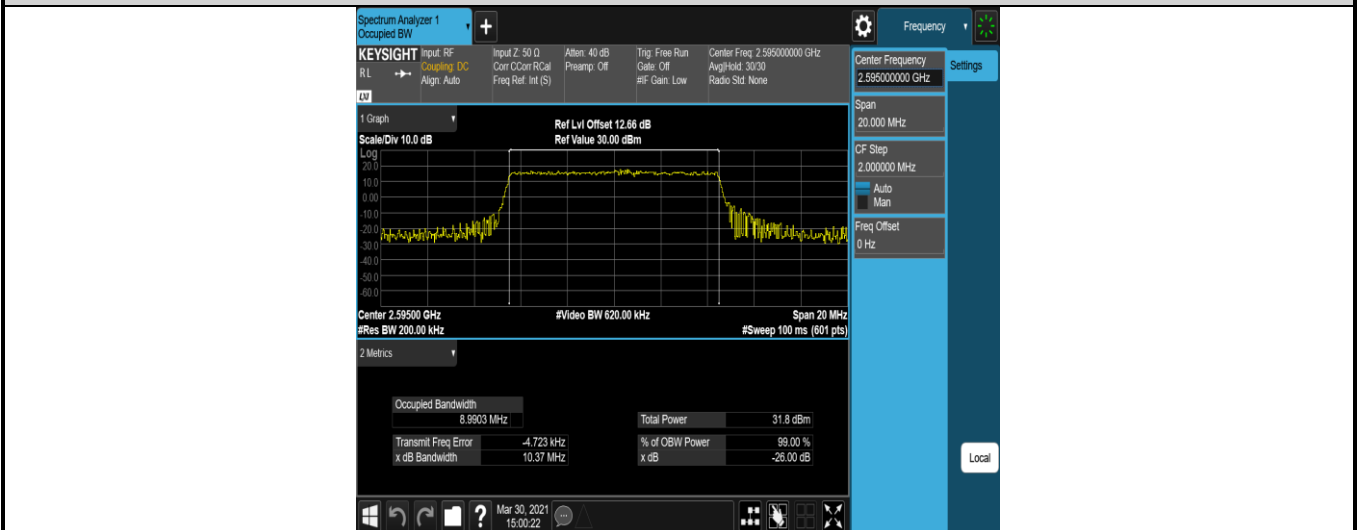 Spectrum Analyzer 1
Occupied BW
+
Frequency
KEYSIGHT
RL
LXI
Input: RF
Coupling: DC
Align: Auto
Input Z: 50 Ω
Corr CCorr RCal
Freq Ref: Int (S)
Atten: 40 dB
Preamp: Off
Trig: Free Run
Gate: Off
#IF Gain: Low
Center Freq: 2.595000000 GHz
Avg|Hold: 30/30
Radio Std: None
Center Frequency
2.595000000 GHz
Settings
Span
20.000 MHz
CF Step
2.000000 MHz
Auto
Man
Freq Offset
0 Hz
1 Graph
Scale/Div 10.0 dB
Ref Lvl Offset 12.66 dB
Ref Value 30.00 dBm
Log
20.0
10.0
0.00
-10.0
-20.0
-30.0
-40.0
-50.0
-60.0
Center 2.59500 GHz
#Video BW 620.00 kHz
Span 20 MHz
#Res BW 200.00 kHz
#Sweep 100 ms (601 pts)
2 Metrics
Occupied Bandwidth
8.9903 MHz
Total Power 31.8 dBm
Transmit Freq Error -4.723 kHz
% of OBW Power 99.00 %
x dB Bandwidth 10.37 MHz
x dB -26.00 dB
Local
?
Mar 30, 2021
15:00:22